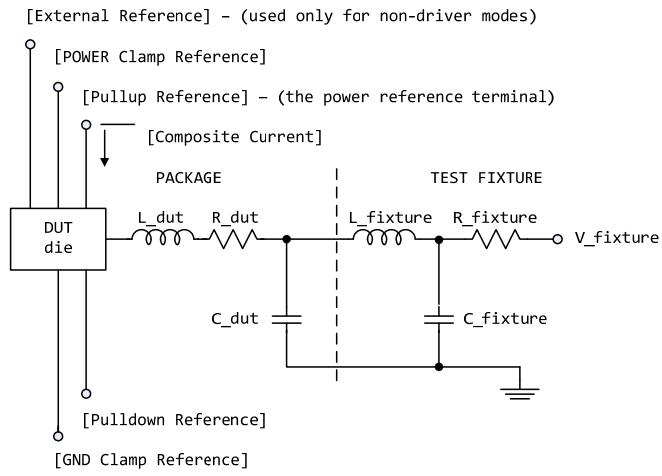 [External Reference] – (used only for non-driver modes)
[POWER Clamp Reference]
[Pullup Reference] – (the power reference terminal)
[Composite Current]
PACKAGE
TEST FIXTURE
L_dut
R_dut
L_fixture
R_fixture
DUT
die
V_fixture
C_dut
C_fixture
[Pulldown Reference]
[GND Clamp Reference]